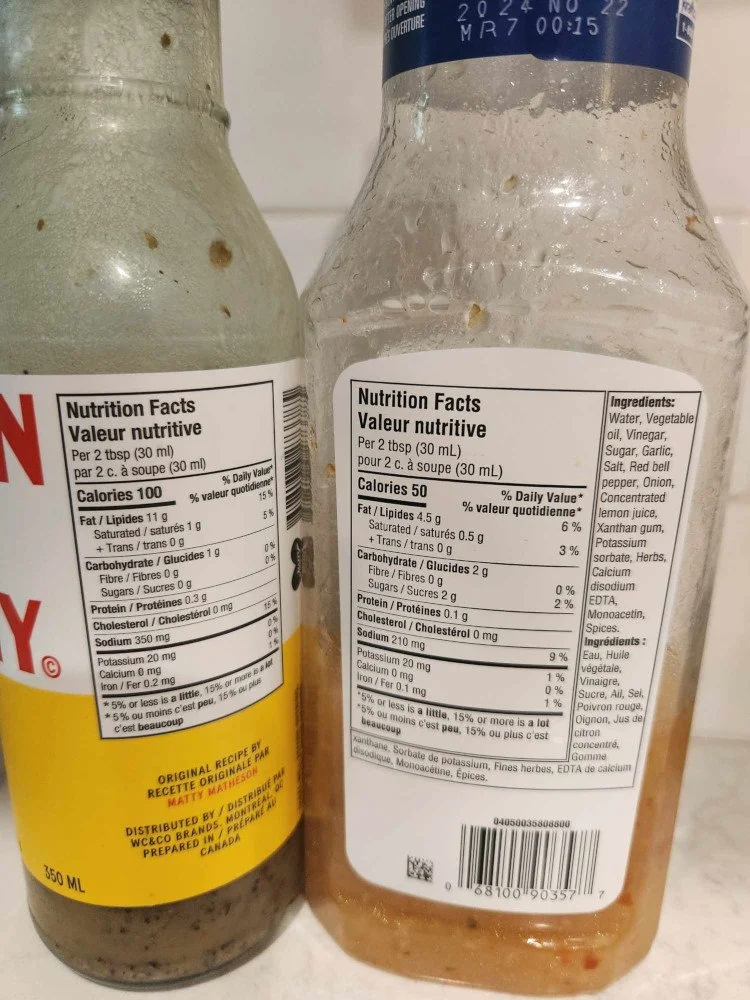 N
Y©
Nutrition Facts
Valeur nutritive
Per 2 tbsp (30 ml)
par 2 c. à soupe (30 ml)
Calories 100
% Daily Value*
% valeur quotidienne*
Fat / Lipides 11 g 15 %
Saturated / saturés 1 g 5 %
+ Trans / trans 0 g
Carbohydrate / Glucides 1 g
Fibre / Fibres 0 g 0 %
Sugars / Sucres 0 g 0 %
Protein / Protéines 0.3 g
Cholesterol / Cholestérol 0 mg
Sodium 350 mg 15 %
Potassium 20 mg 0 %
Calcium 0 mg 0 %
Iron / Fer 0.2 mg 1 %
* 5% or less is a little, 15% or more is a lot
* 5% ou moins c'est peu, 15% ou plus
c'est beaucoup
ORIGINAL RECIPE BY
RECETTE ORIGINALE PAR
MATTY MATHESON
DISTRIBUTED BY / DISTRIBUÉ PAR
WC&CO BRANDS, MONTREAL, QC
PREPARED IN / PRÉPARÉ AU
CANADA
350 ML
OPENING
OUVERTURE
2024 NO 22
MR7 00:15
Nutrition Facts
Valeur nutritive
Per 2 tbsp (30 mL)
pour 2 c. à soupe (30 mL)
Calories 50
% Daily Value*
% valeur quotidienne*
Fat / Lipides 4.5 g 6 %
Saturated / saturés 0.5 g 3 %
+ Trans / trans 0 g
Carbohydrate / Glucides 2 g
Fibre / Fibres 0 g 0 %
Sugars / Sucres 2 g 2 %
Protein / Protéines 0.1 g
Cholesterol / Cholestérol 0 mg
Sodium 210 mg 9 %
Potassium 20 mg 1 %
Calcium 0 mg 0 %
Iron / Fer 0.1 mg 1 %
*5% or less is a little, 15% or more is a lot
*5% ou moins c'est peu, 15% ou plus c'est
beaucoup
Ingredients:
Water, Vegetable
oil, Vinegar,
Sugar, Garlic,
Salt, Red bell
pepper, Onion,
Concentrated
lemon juice,
Xanthan gum,
Potassium
sorbate, Herbs,
Calcium
disodium
EDTA,
Monoacetin,
Spices.
Ingrédients :
Eau, Huile
végétale,
Vinaigre,
Sucre, Ail, Sel,
Poivron rouge,
Oignon, Jus de
citron
concentré,
Gomme
xanthane, Sorbate de potassium, Fines herbes, EDTA de calcium
disodique, Monoacétine, Épices.
04050035808800
0 68100 90357 7